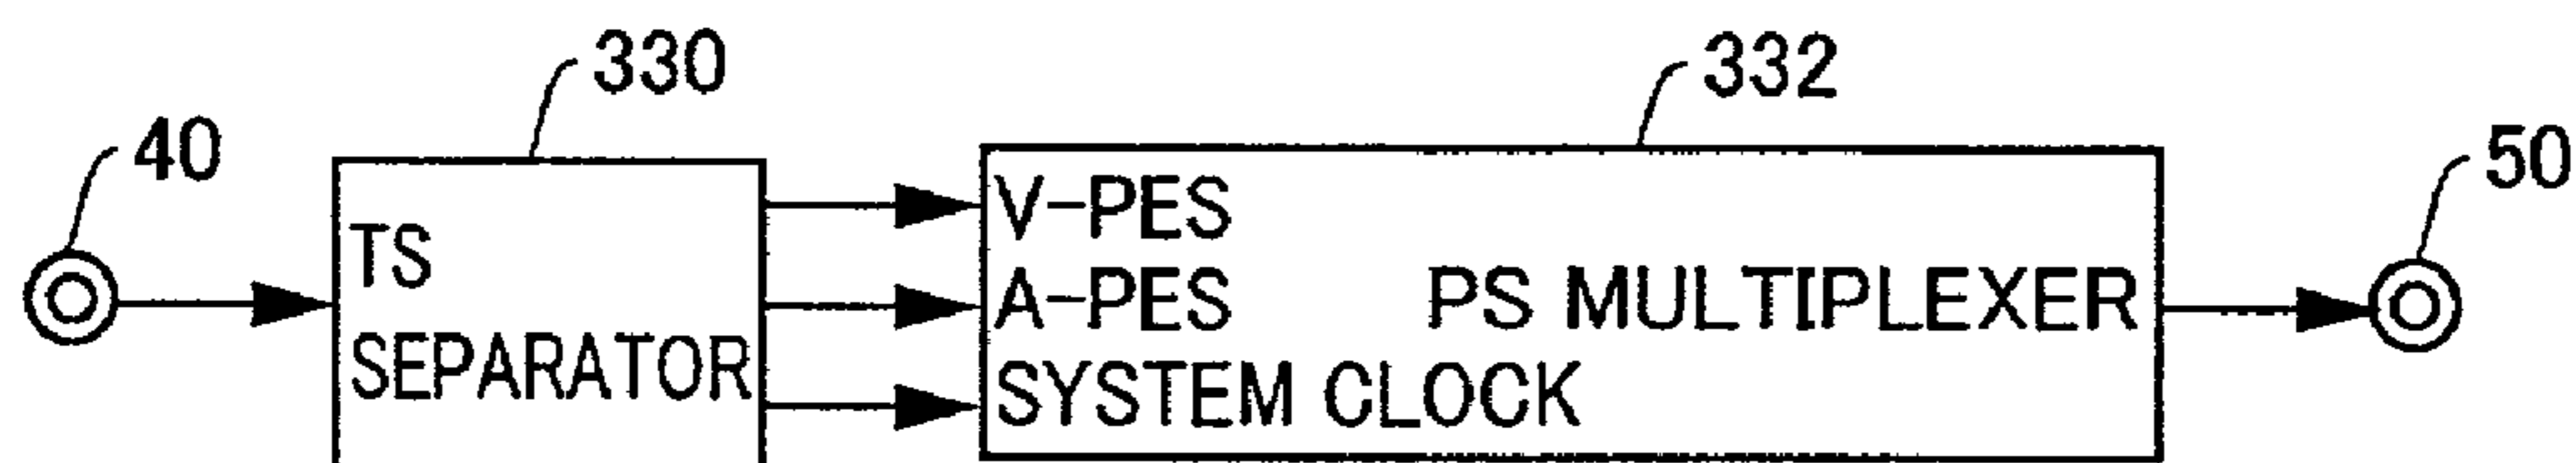 330
332
40
50
TS
SEPARATOR
V-PES
A-PES PS MULTIPLEXER
SYSTEM CLOCK